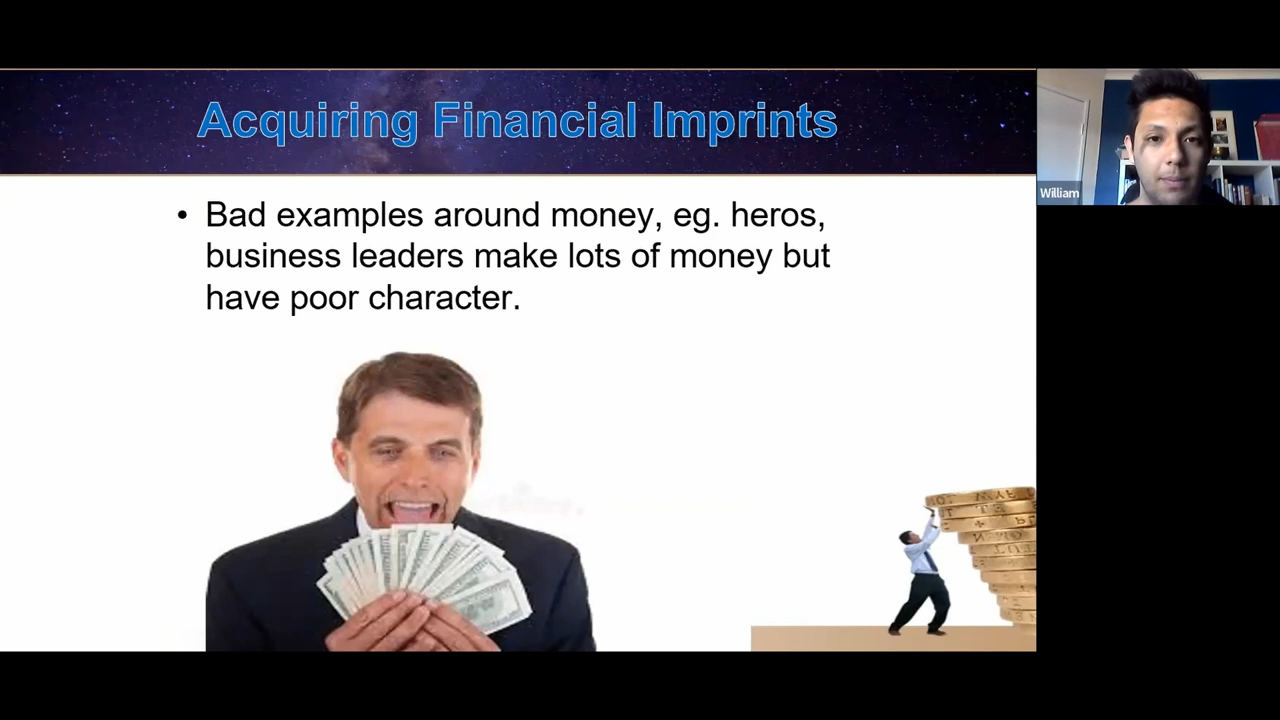 Acquiring Financial Imprints
• Bad examples around money, eg. heros,
business leaders make lots of money but
have poor character.
William